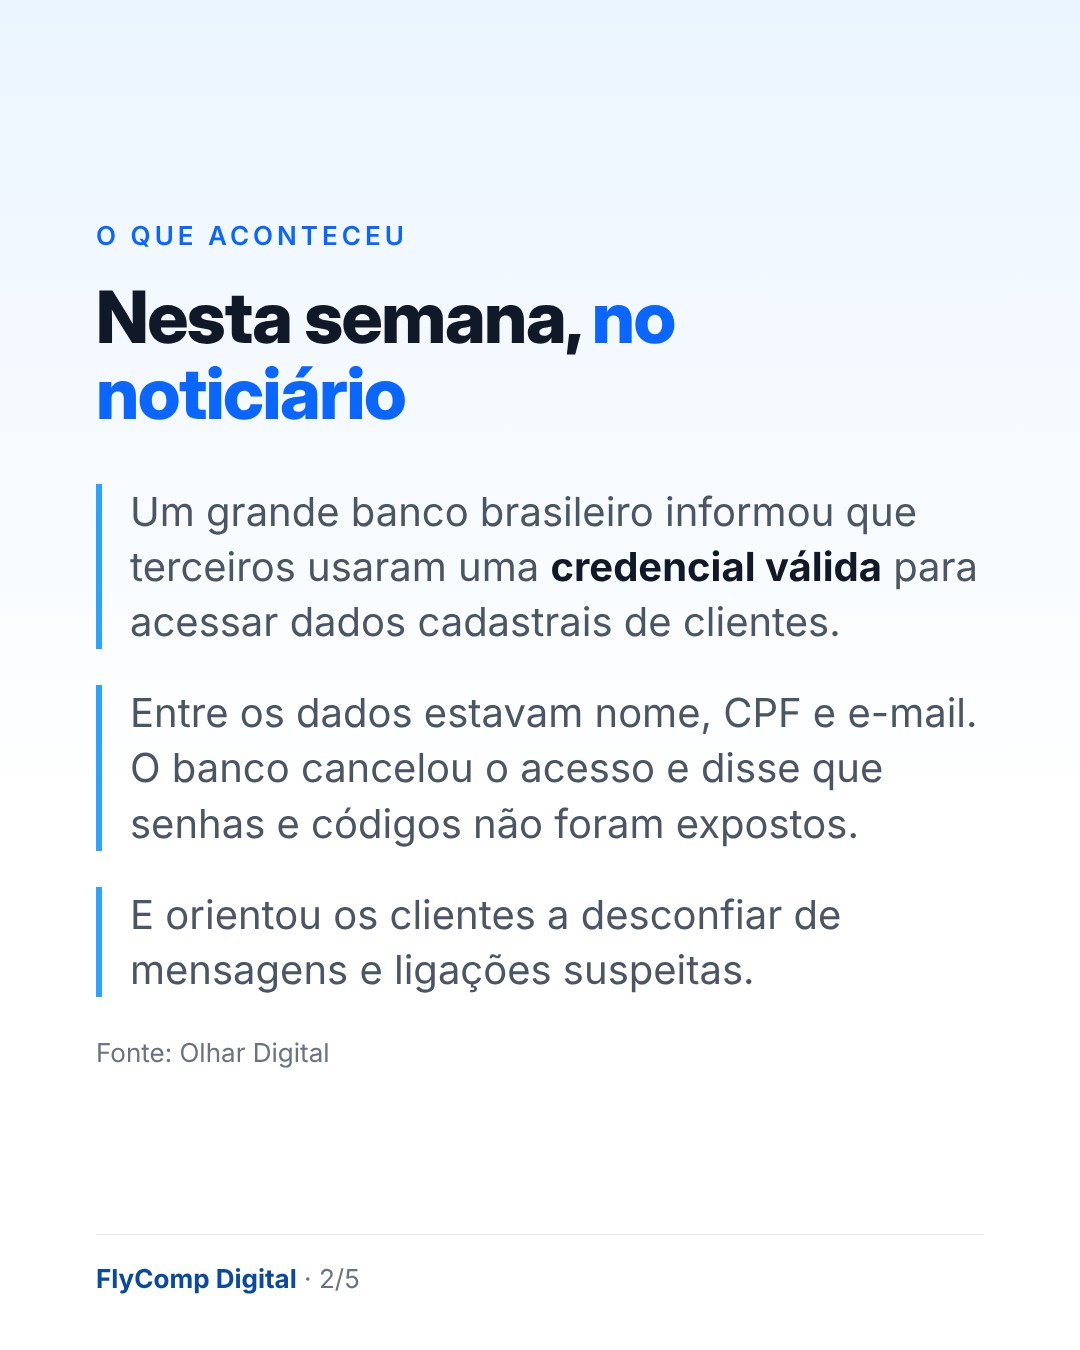 O QUE ACONTECEU
Nesta semana, no
noticiário
Um grande banco brasileiro informou que
terceiros usaram uma credencial válida para
acessar dados cadastrais de clientes.
Entre os dados estavam nome, CPF e e-mail.
O banco cancelou o acesso e disse que
senhas e códigos não foram expostos.
E orientou os clientes a desconfiar de
mensagens e ligações suspeitas.
Fonte: Olhar Digital
FlyComp Digital · 2/5